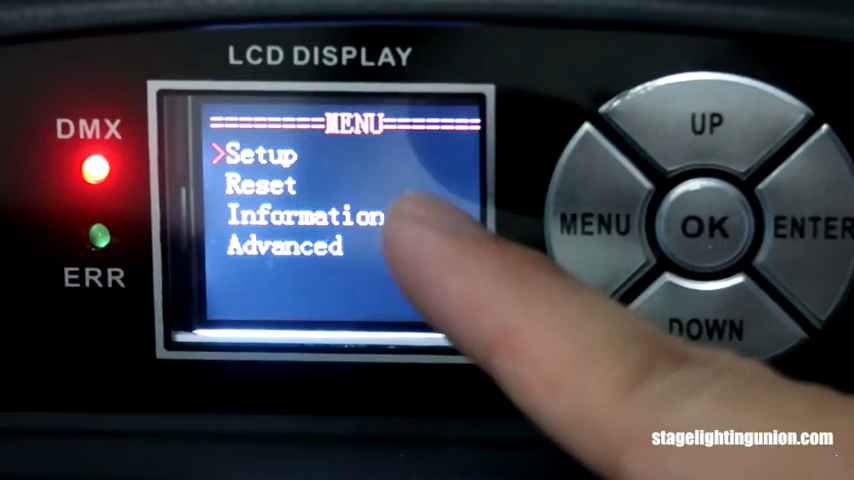 LCD DISPLAY
DMX
ERR
=========MENU=========
>Setup
Reset
Information
Advanced
UP
MENU
OK
ENTER
DOWN
stagelightingunion.com